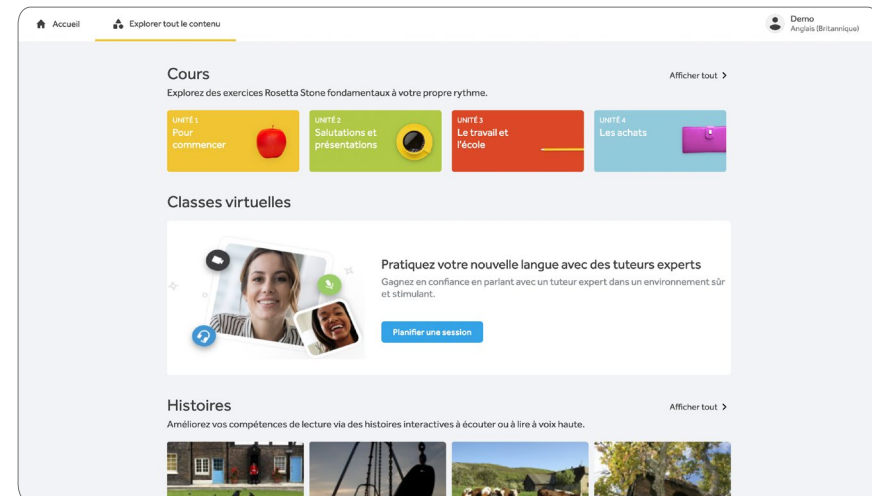 Accueil
Explorer tout le contenu
Demo
Anglais (Britannique)
Cours
Afficher tout
Explorez des exercices Rosetta Stone fondamentaux à votre propre rythme.
UNITÉ 1
Pour
commencer
UNITÉ 2
Salutations et
présentations
UNITÉ 3
Le travail et
l'école
UNITÉ 4
Les achats
Classes virtuelles
Pratiquez votre nouvelle langue avec des tuteurs experts
Gagnez en confiance en parlant avec un tuteur expert dans un environnement sûr
et stimulant.
Planifier une session
Histoires
Afficher tout
Améliorez vos compétences de lecture via des histoires interactives à écouter ou à lire à voix haute.